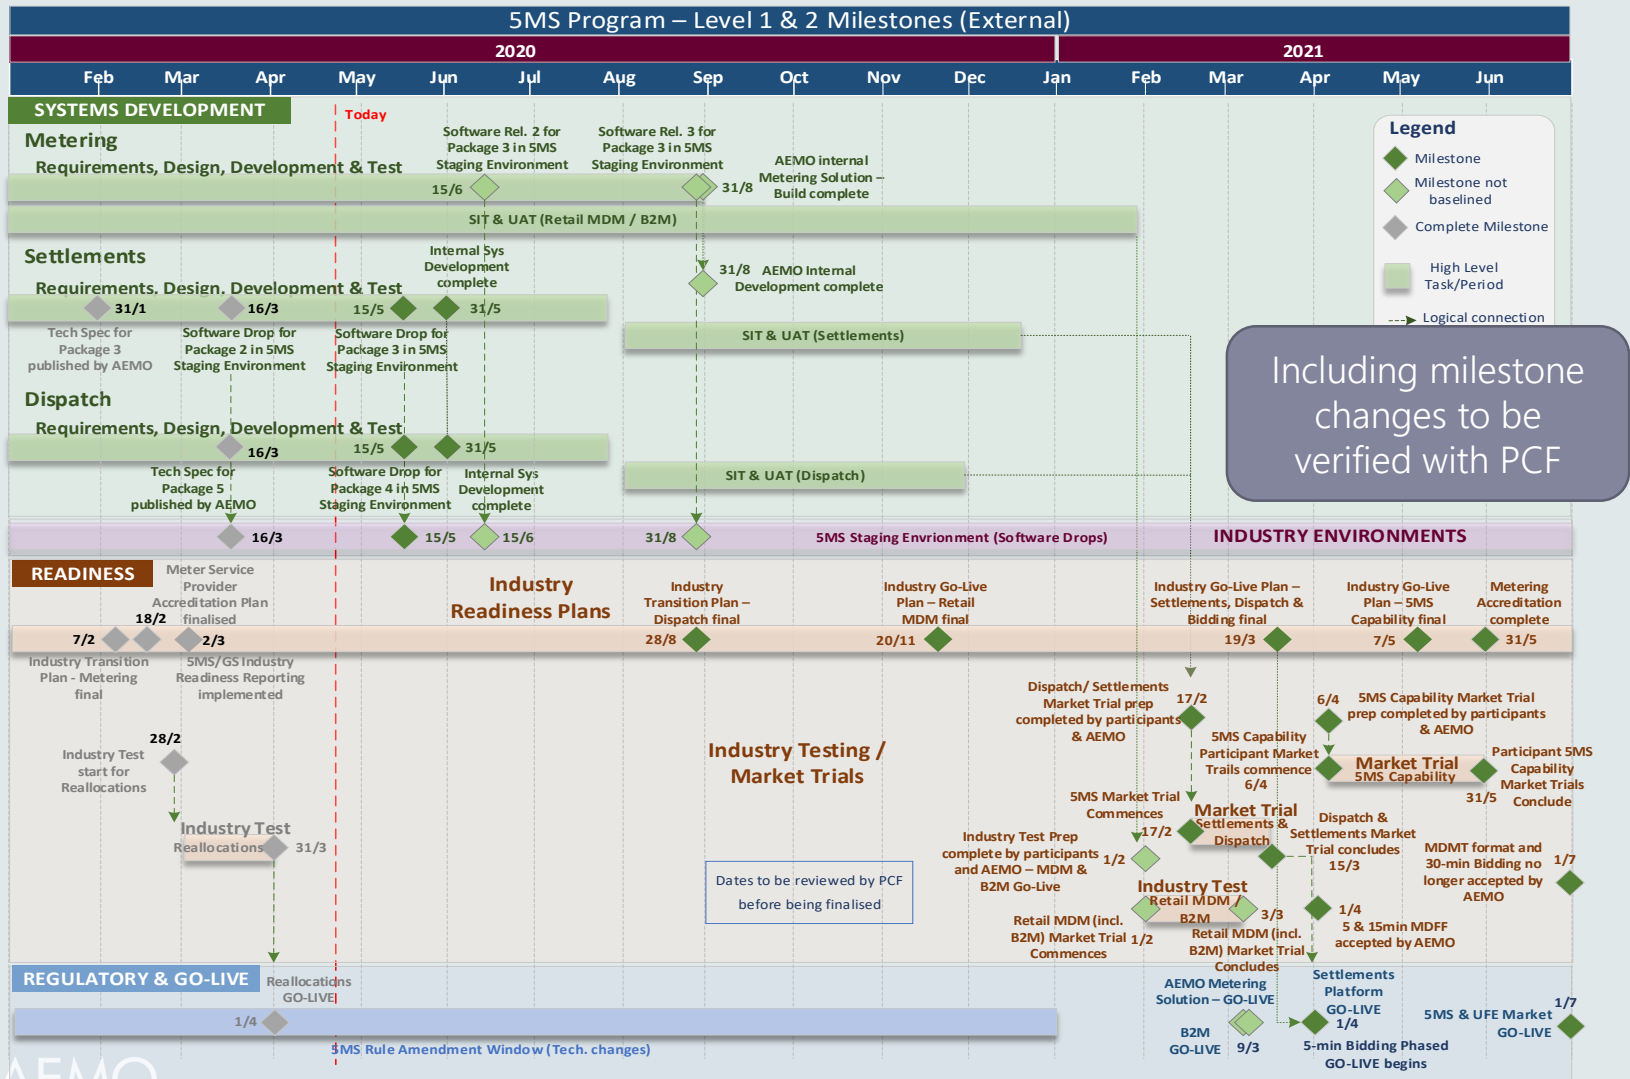 5MS Program – Level 1 & 2 Milestones (External)
2020
2021
Feb
Mar
Apr
May
Jun
Jul
Aug
Sep
Oct
Nov
Dec
Jan
Feb
Mar
Apr
May
Jun
SYSTEMS DEVELOPMENT
Today
Legend
Milestone
Milestone not
baselined
Complete Milestone
High Level
Task/Period
Logical connection
Including milestone
changes to be
verified with PCF
Metering
Requirements, Design, Development & Test
Software Rel. 2 for
Package 3 in 5MS
Staging Environment
15/6
Software Rel. 3 for
Package 3 in 5MS
Staging Environment
31/8
AEMO internal
Metering Solution –
Build complete
SIT & UAT (Retail MDM / B2M)
Settlements
Requirements, Design, Development & Test
Internal Sys
Development
complete
31/8
AEMO Internal
Development complete
31/1
16/3
15/5
31/5
Tech Spec for
Package 3
published by AEMO
Software Drop for
Package 2 in 5MS
Staging Environment
Software Drop for
Package 3 in 5MS
Staging Environment
SIT & UAT (Settlements)
Dispatch
Requirements, Design, Development & Test
16/3
15/5
31/5
Tech Spec for
Package 5
published by AEMO
Software Drop for
Package 4 in 5MS
Staging Environment
Internal Sys
Development
complete
SIT & UAT (Dispatch)
16/3
15/5
15/6
31/8
5MS Staging Envrionment (Software Drops)
INDUSTRY ENVIRONMENTS
READINESS
Meter Service
Provider
Accreditation Plan
finalised
18/2
7/2
2/3
Industry Transition
Plan - Metering
final
5MS/GS Industry
Readiness Reporting
implemented
Industry
Readiness Plans
Industry
Transition Plan –
Dispatch final
28/8
Industry Go-Live
Plan – Retail
MDM final
20/11
Industry Go-Live Plan –
Settlements, Dispatch &
Bidding final
19/3
Industry Go-Live
Plan – 5MS
Capability final
7/5
Metering
Accreditation
complete
31/5
28/2
Industry Test
start for
Reallocations
Industry Test
Reallocations
31/3
Industry Testing /
Market Trials
Dates to be reviewed by PCF
before being finalised
Dispatch/ Settlements
Market Trial prep
completed by participants
& AEMO
17/2
6/4
5MS Capability Market Trial
prep completed by participants
& AEMO
5MS Capability
Participant Market
Trails commence
6/4
Market Trial
5MS Capability
31/5
Participant 5MS
Capability
Market Trials
Conclude
5MS Market Trial
Commences
17/2
Market Trial
Settlements &
Dispatch
Dispatch &
Settlements Market
Trial concludes
15/3
Industry Test Prep
complete by participants
and AEMO – MDM &
B2M Go-Live
1/2
MDMT format and
30-min Bidding no
longer accepted by
AEMO
1/7
Industry Test
Retail MDM /
B2M
3/3
Retail MDM (incl.
B2M) Market Trial
Commences
1/2
Retail MDM (incl.
B2M) Market Trial
Concludes
1/4
5 & 15min MDFF
accepted by AEMO
REGULATORY & GO-LIVE
Reallocations
GO-LIVE
1/4
5MS Rule Amendment Window (Tech. changes)
AEMO Metering
Solution – GO-LIVE
B2M
GO-LIVE
9/3
Settlements
Platform
GO-LIVE
1/4
5-min Bidding Phased
GO-LIVE begins
5MS & UFE Market
GO-LIVE
1/7
AEMO